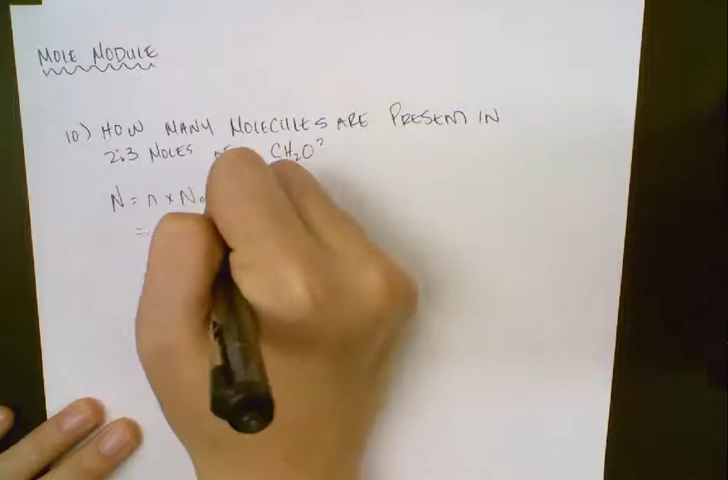 MOLE MODULE
10) HOW MANY MOLECULES ARE PRESENT IN
2.3 MOLES CH₂O?
N = n x N
=